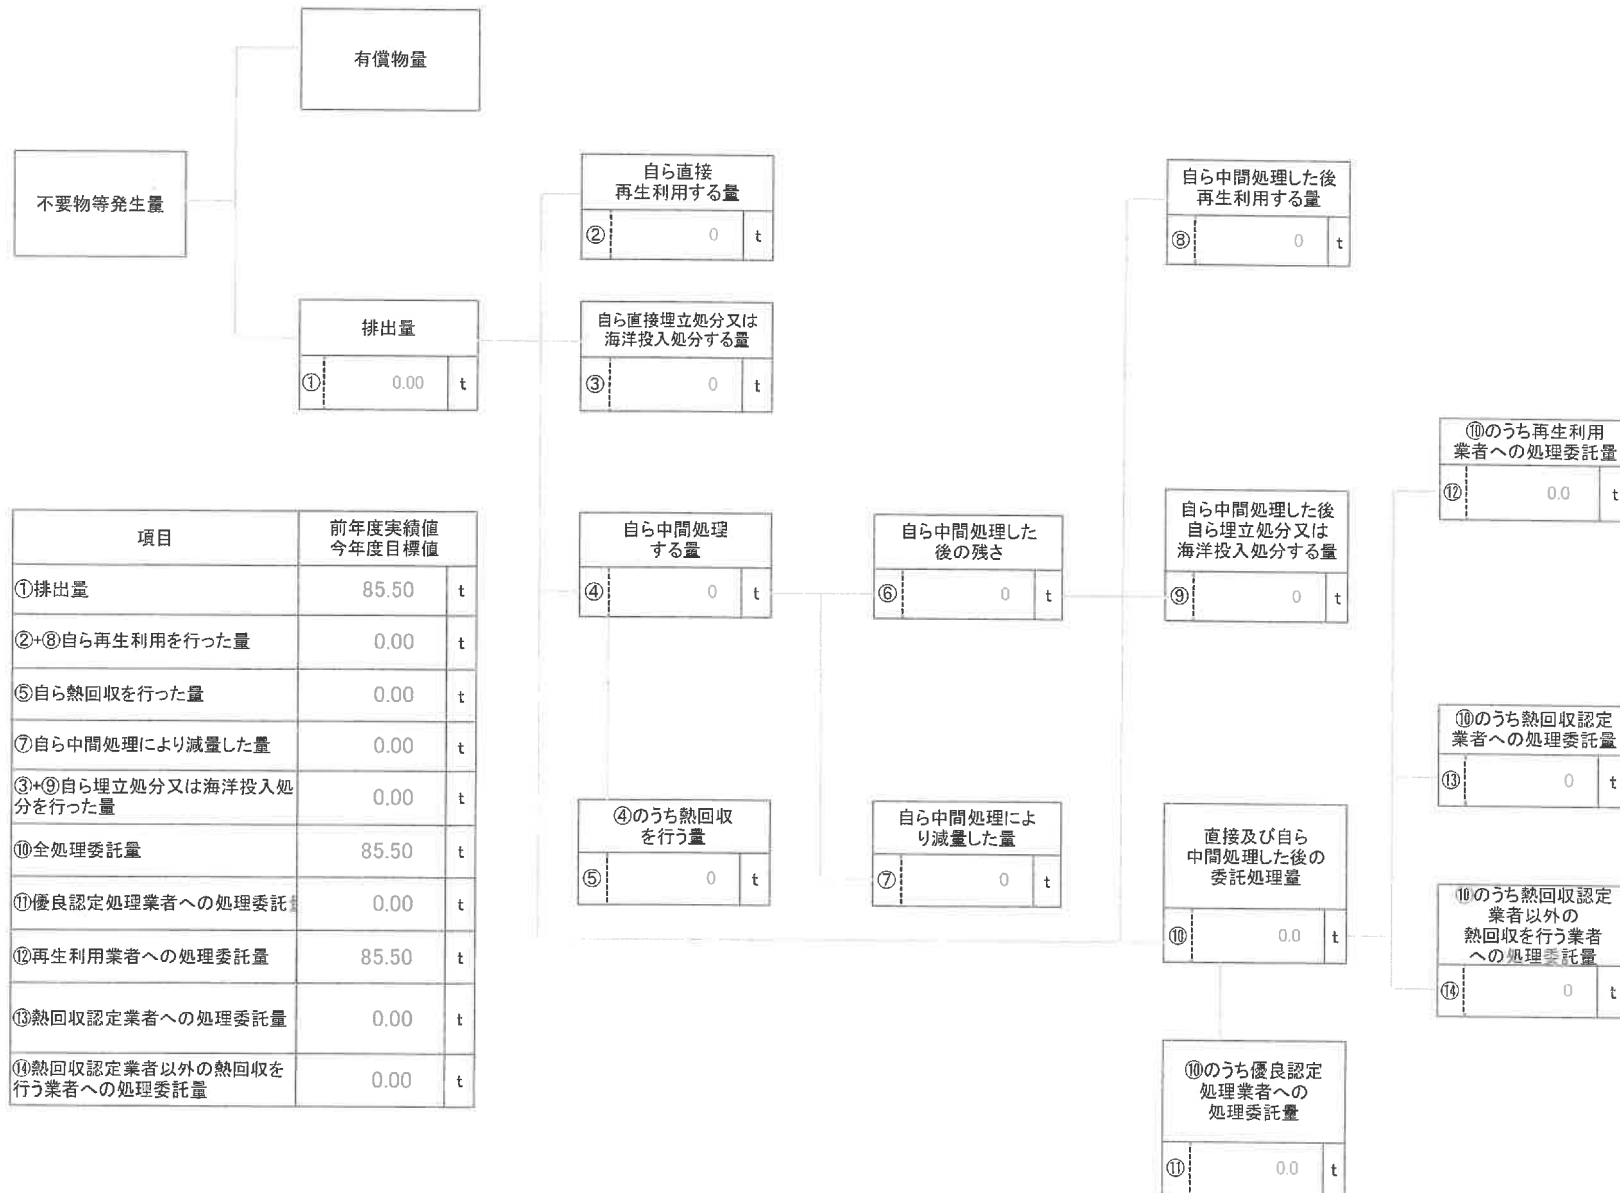 有償物量
不要物等発生量
排出量
① 0.00 t
自ら直接
再生利用する量
② 0 t
自ら直接埋立処分又は
海洋投入処分する量
③ 0 t
自ら中間処理
する量
④ 0 t
④のうち熱回収
を行う量
⑤ 0 t
自ら中間処理した
後の残さ
⑥ 0 t
自ら中間処理によ
り減量した量
⑦ 0 t
自ら中間処理した後
再生利用する量
⑧ 0 t
自ら中間処理した後
自ら埋立処分又は
海洋投入処分する量
⑨ 0 t
直接及び自ら
中間処理した後の
委託処理量
⑩ 0.0 t
⑩のうち優良認定
処理業者への
処理委託量
⑪ 0.0 t
⑩のうち再生利用
業者への処理委託量
⑫ 0.0 t
⑩のうち熱回収認定
業者への処理委託量
⑬ 0 t
⑩のうち熱回収認定
業者以外の
熱回収を行う業者
への処理委託量
⑭ 0 t
項目 前年度実績値
今年度目標値
①排出量 85.50 t
②+⑧自ら再生利用を行った量 0.00 t
⑤自ら熱回収を行った量 0.00 t
⑦自ら中間処理により減量した量 0.00 t
③+⑨自ら埋立処分又は海洋投入処
分を行った量 0.00 t
⑩全処理委託量 85.50 t
⑪優良認定処理業者への処理委託 0.00 t
⑫再生利用業者への処理委託量 85.50 t
⑬熱回収認定業者への処理委託量 0.00 t
⑭熱回収認定業者以外の熱回収を
行う業者への処理委託量 0.00 t